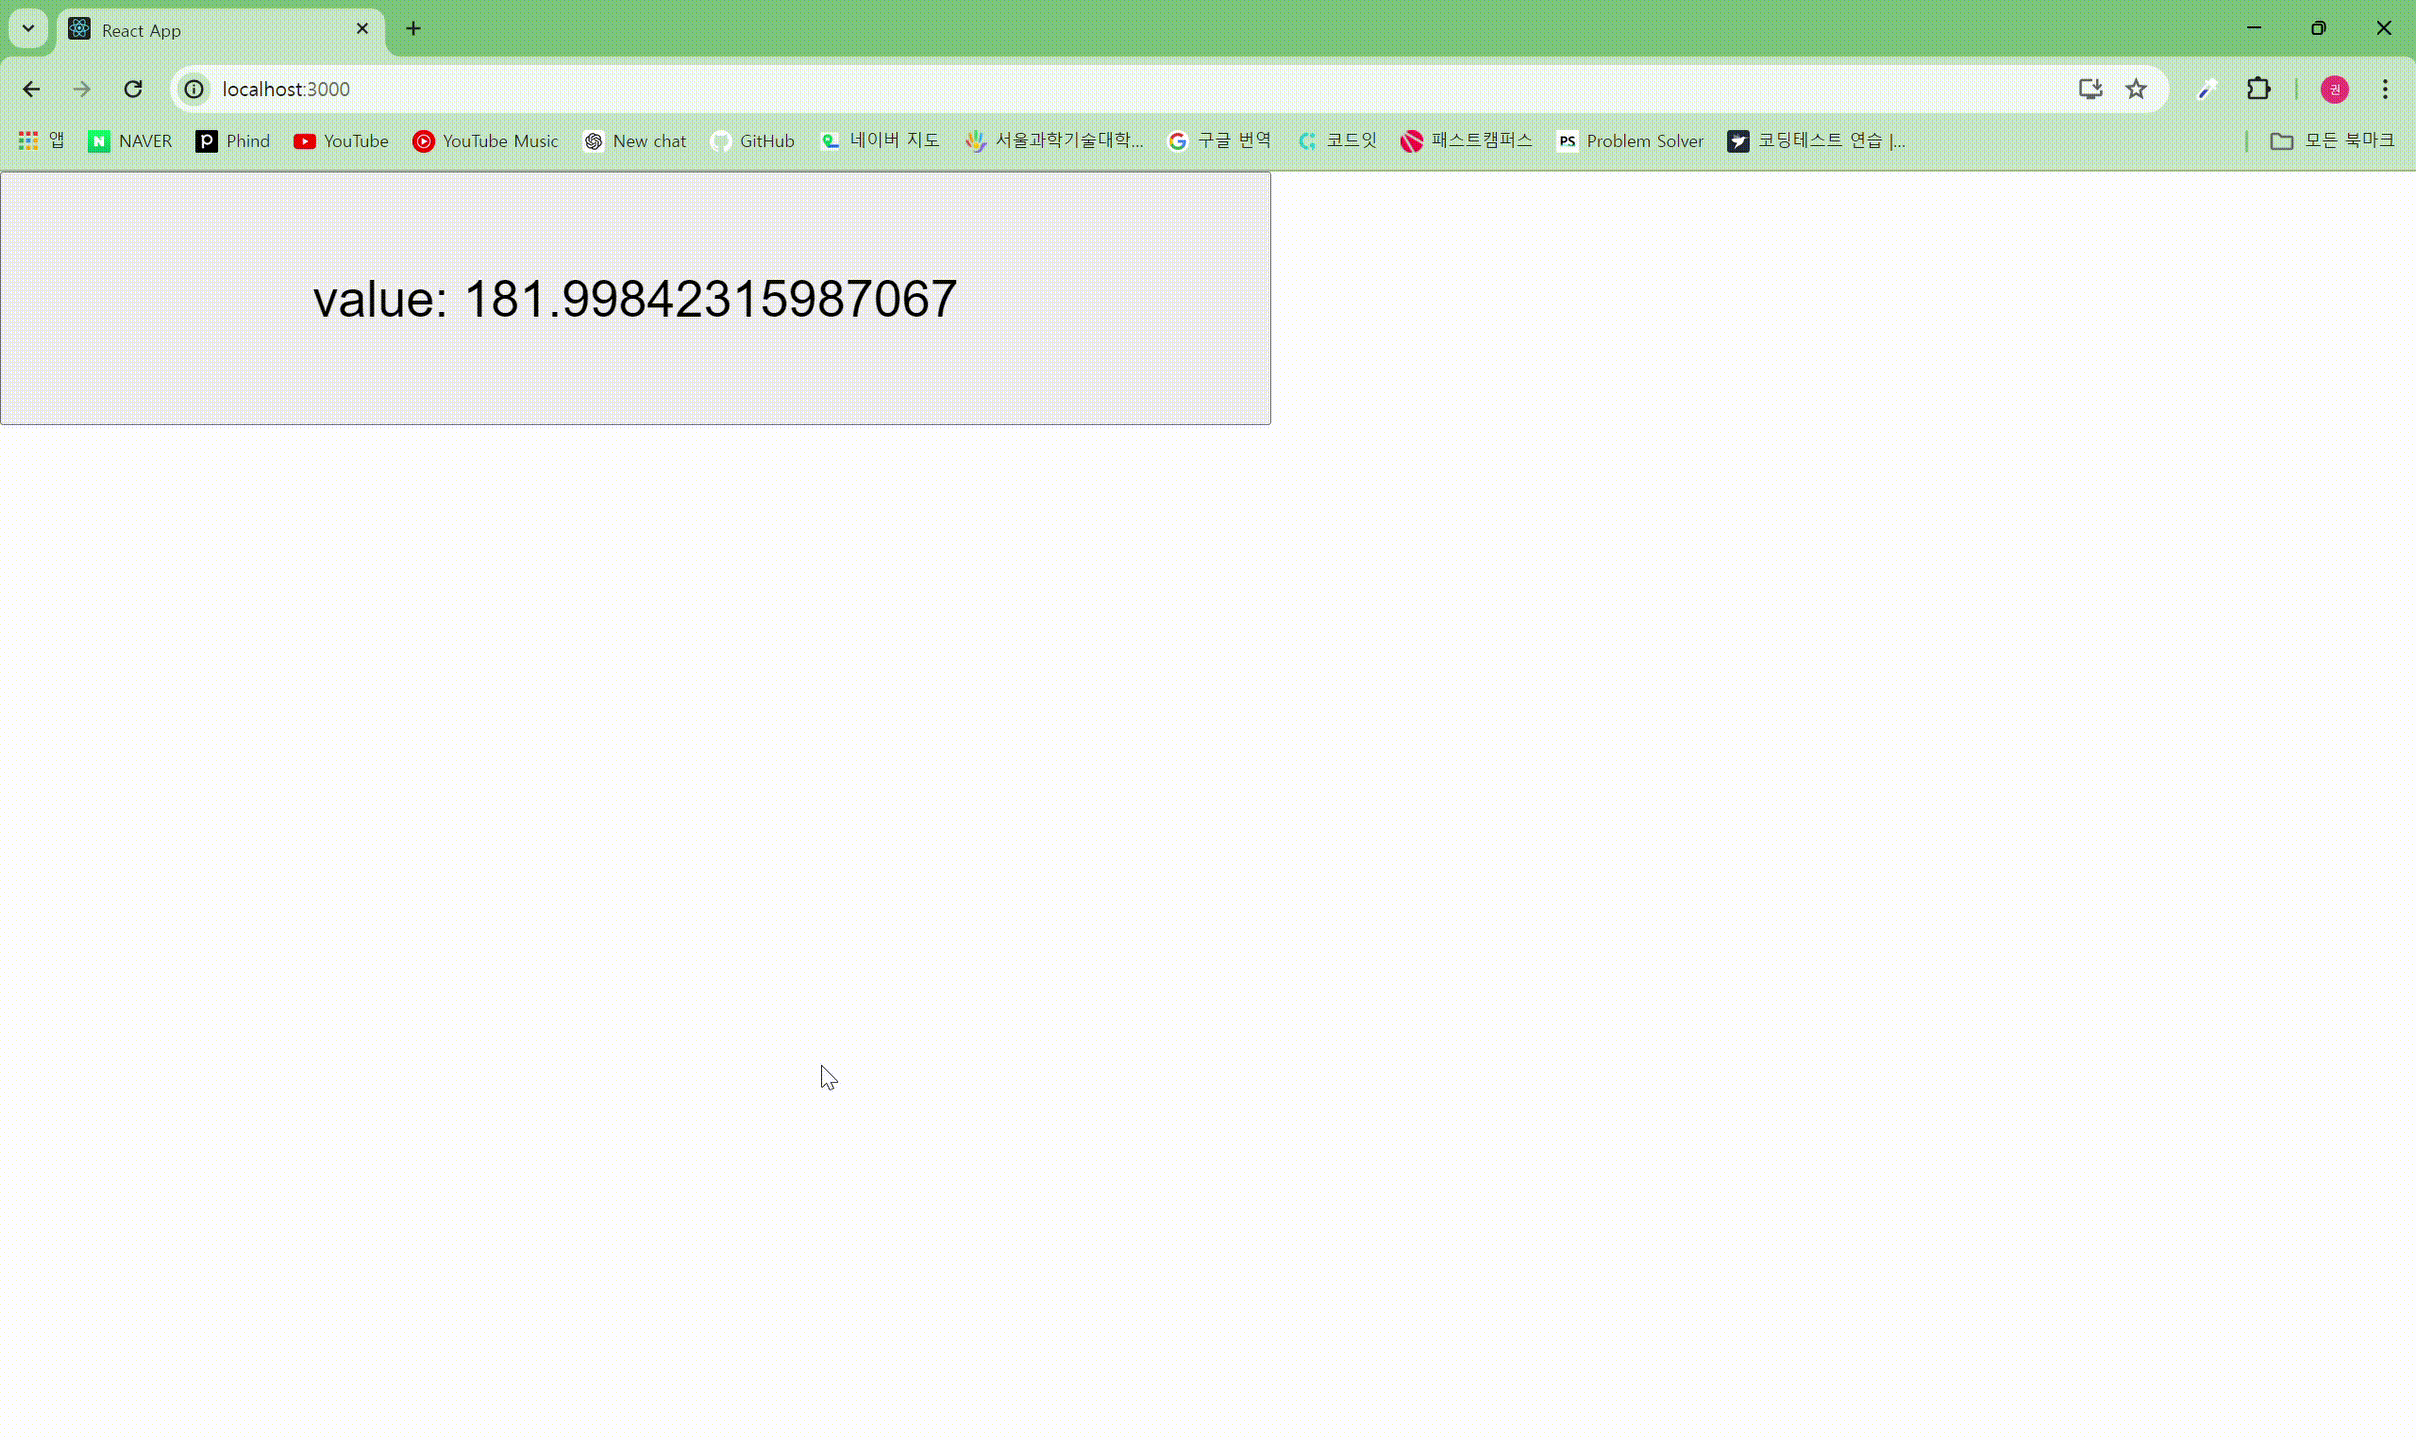 React App
localhost:3000
권
앱 NAVER Phind YouTube YouTube Music New chat GitHub 네이버 지도 서울과학기술대학... 구글 번역 코드잇 패스트캠퍼스 PS Problem Solver 코딩테스트 연습 |... 모든 북마크
value: 181.99842315987067